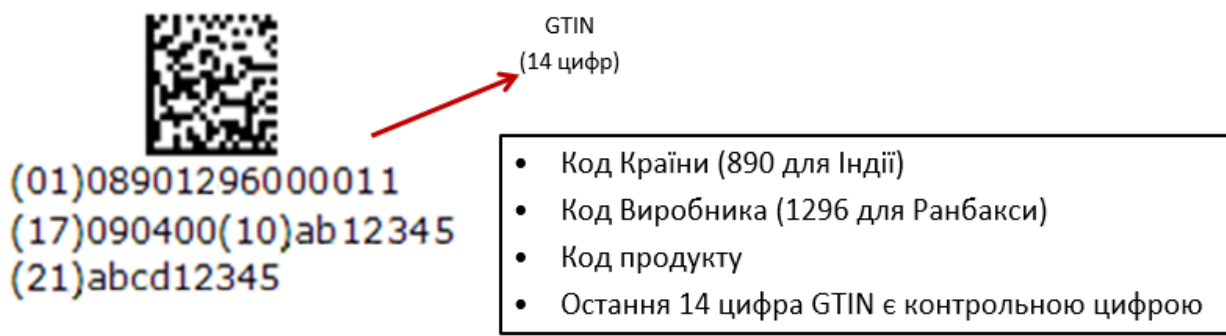 GTIN
(14 цифр)
(01)08901296000011
(17)090400(10)ab12345
(21)abcd12345
• Код Країни (890 для Індії)
• Код Виробника (1296 для Ранбакси)
• Код продукту
• Остання 14 цифра GTIN є контрольною цифрою